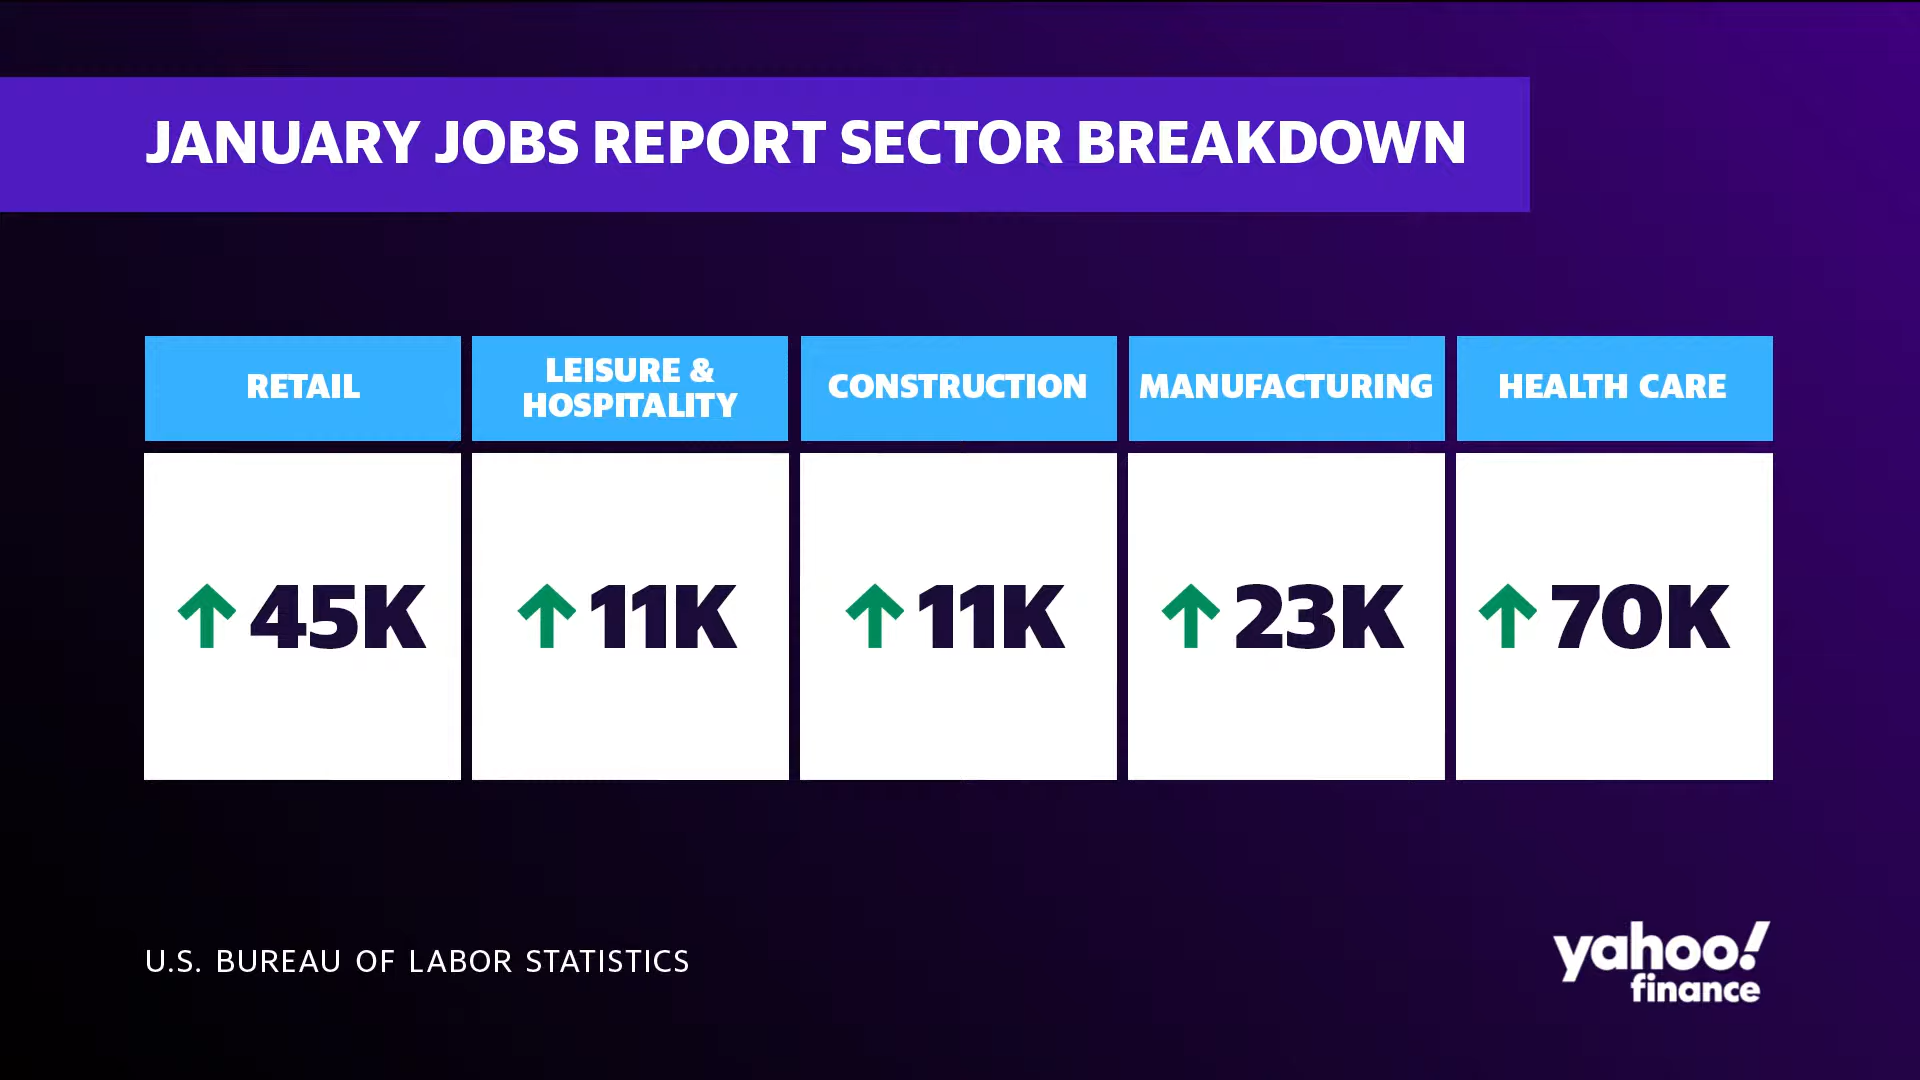 JANUARY JOBS REPORT SECTOR BREAKDOWN
RETAIL
LEISURE &
HOSPITALITY
CONSTRUCTION
MANUFACTURING
HEALTH CARE
45K
11K
11K
23K
70K
U.S. BUREAU OF LABOR STATISTICS
yahoo!
finance